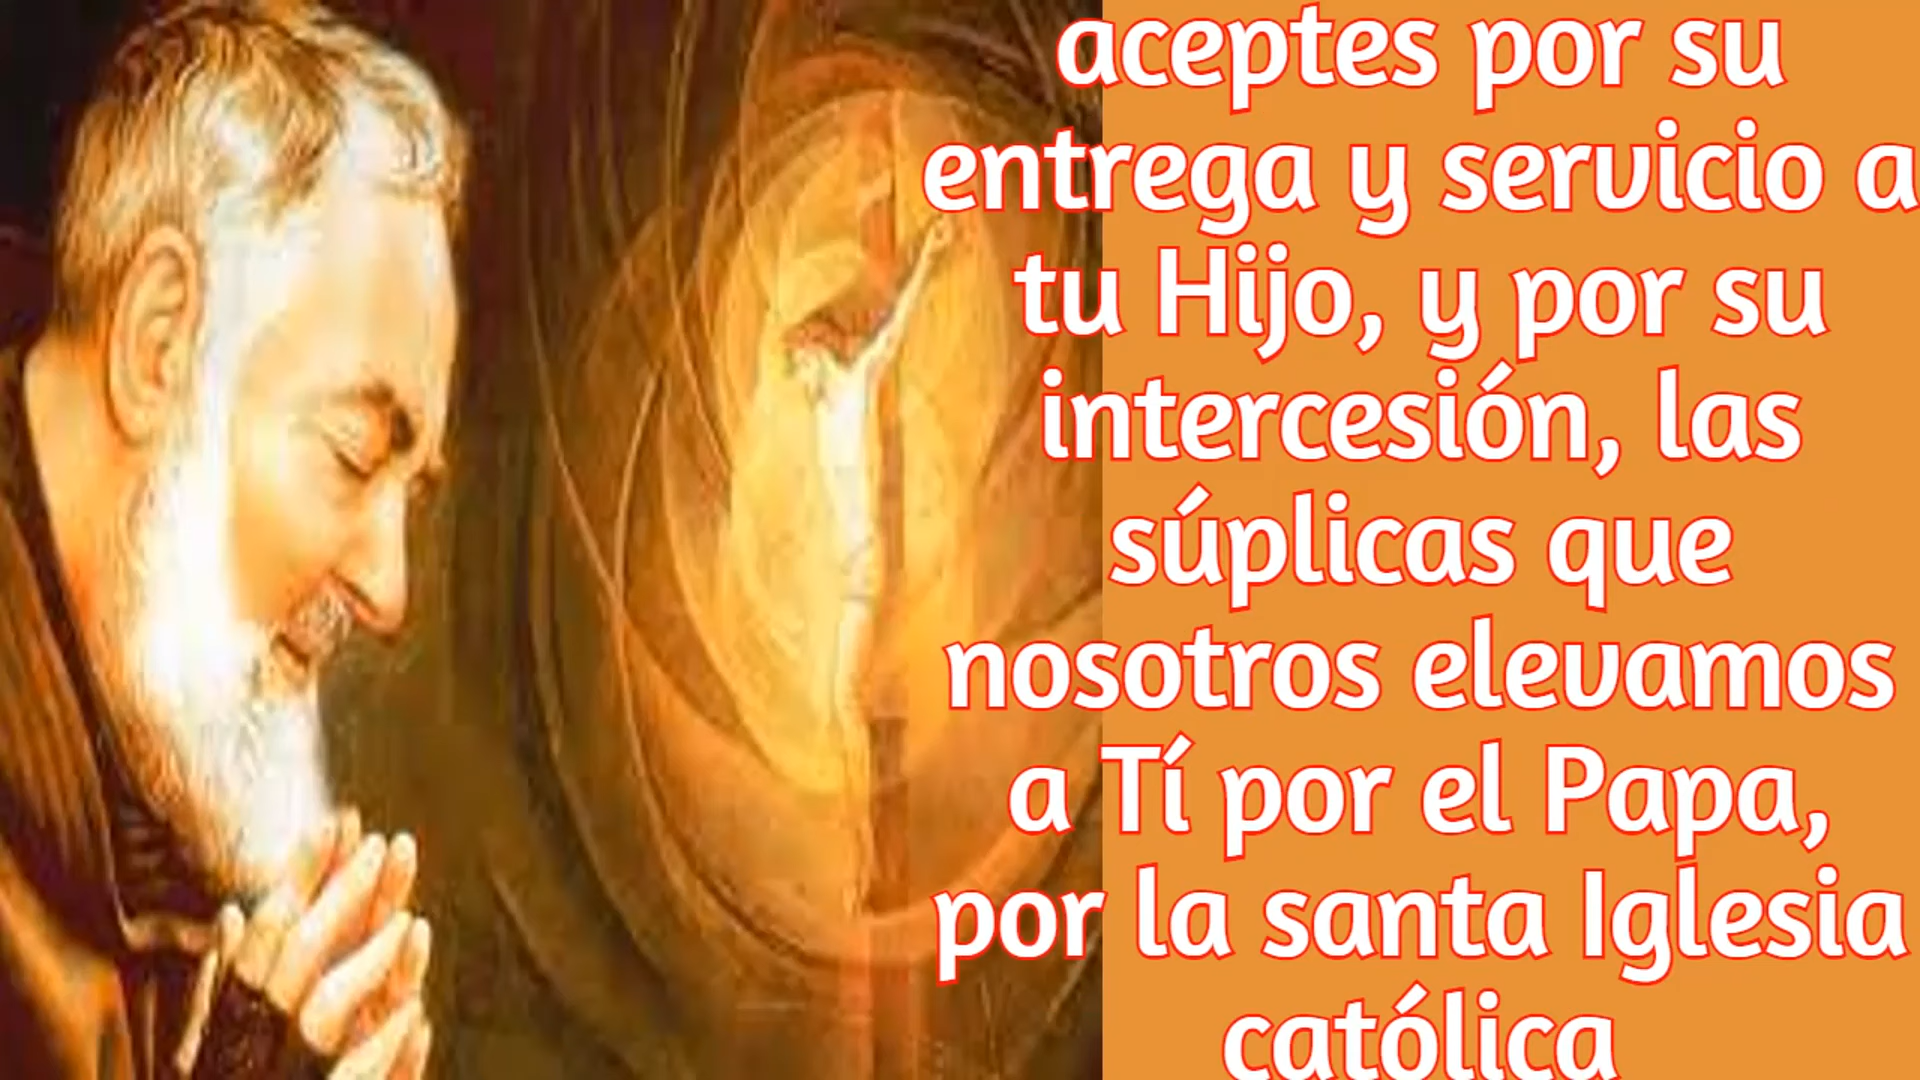 aceptes por su
entrega y servicio a
tu Hijo, y por su
intercesión, las
súplicas que
nosotros elevamos
a Tí por el Papa,
por la santa Iglesia
católica